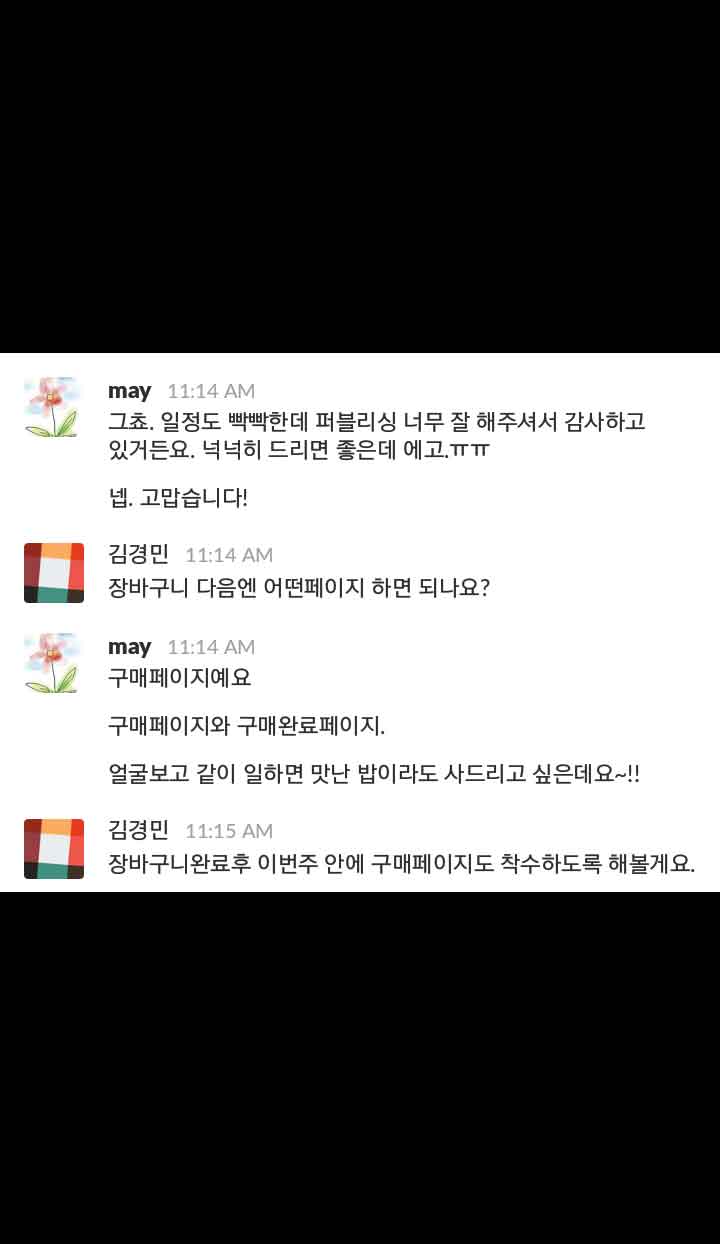 may 11:14 AM
그쵸. 일정도 빡빡한데 퍼블리싱 너무 잘 해주셔서 감사하고
있거든요. 넉넉히 드리면 좋은데 에고.ㅠㅠ
넵. 고맙습니다!
김경민 11:14 AM
장바구니 다음엔 어떤페이지 하면 되나요?
may 11:14 AM
구매페이지예요
구매페이지와 구매완료페이지.
얼굴보고 같이 일하면 맛난 밥이라도 사드리고 싶은데요~!!
김경민 11:15 AM
장바구니완료후 이번주 안에 구매페이지도 착수하도록 해볼게요.